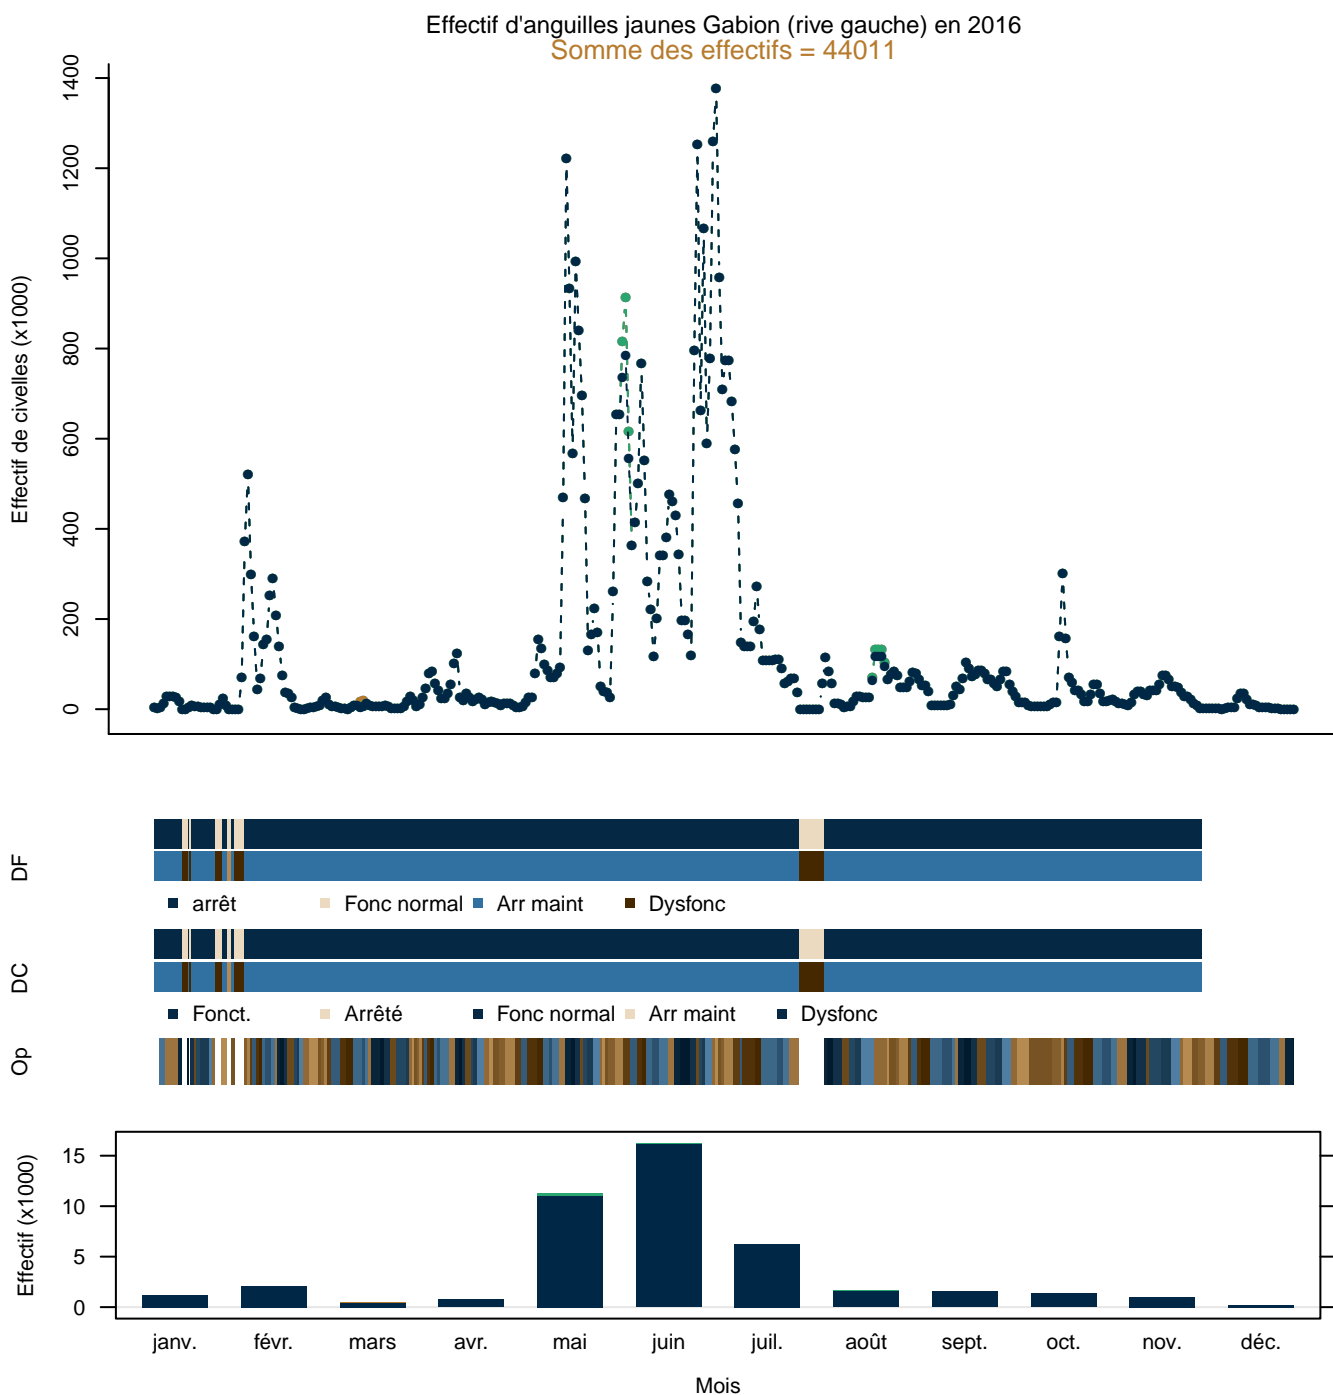 Effectif d'anguilles jaunes Gabion (rive gauche) en 2016
Somme des effectifs = 44011
Effectif de civelles (x1000)
1400
1200
1000
800
600
400
200
0
DF
arrêt Fonc normal Arr maint Dysfonc
DC
Fonct. Arrêté Fonc normal Arr maint Dysfonc
Op
Effectif (x1000)
15
10
5
0
janv. févr. mars avr. mai juin juil. août sept. oct. nov. déc.
Mois